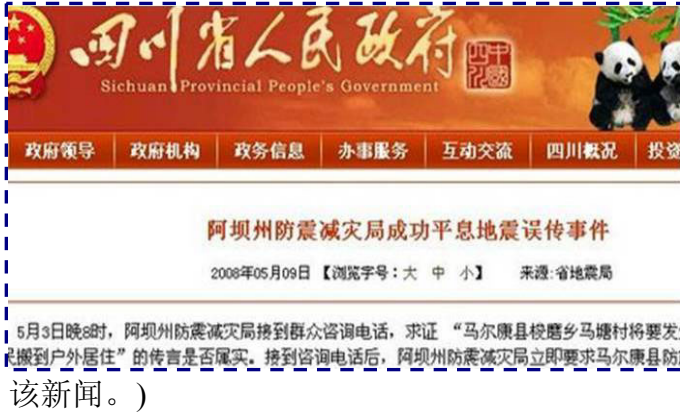 四川省人民政府
Sichuan Provincial People's Government
政府领导 政府机构 政务信息 办事服务 互动交流 四川概况 投资
阿坝州防震减灾局成功平息地震误传事件
2008年05月09日 【浏览字号：大 中 小】 来源:省地震局
5月3日晚8时，阿坝州防震减灾局接到群众咨询电话，求证 “马尔康县梭磨乡马塘村将要发
民搬到户外居住”的传言是否属实。接到咨询电话后，阿坝州防震减灾局立即要求马尔康县防
该新闻。)